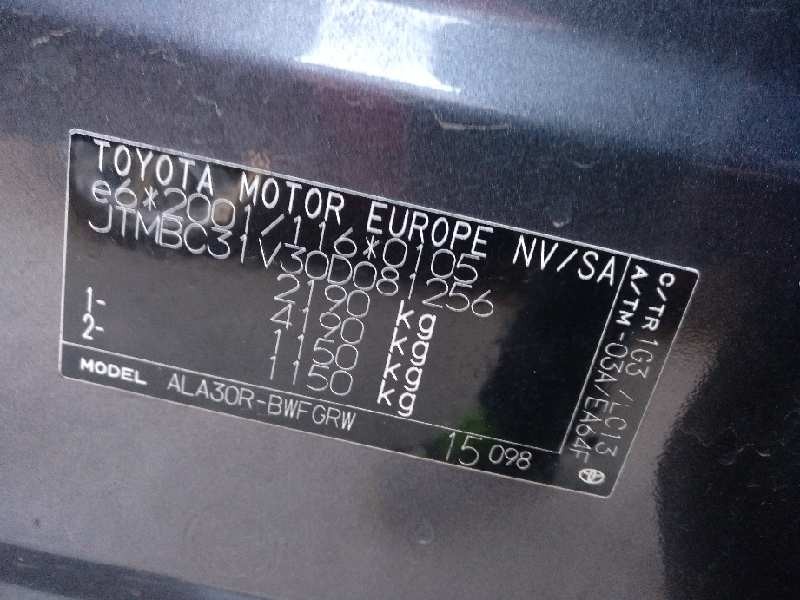 TOYOTA MOTOR EUROPE NV/SA
e6*2001/116*0105
JTMBC31V30D081256
2190 kg
4190 kg
1- 1150 kg
2- 1150 kg
MODEL ALA30R-BWFGRW
15 098
C/TR 1G3 /LC13
A/TM -03A/EA64F